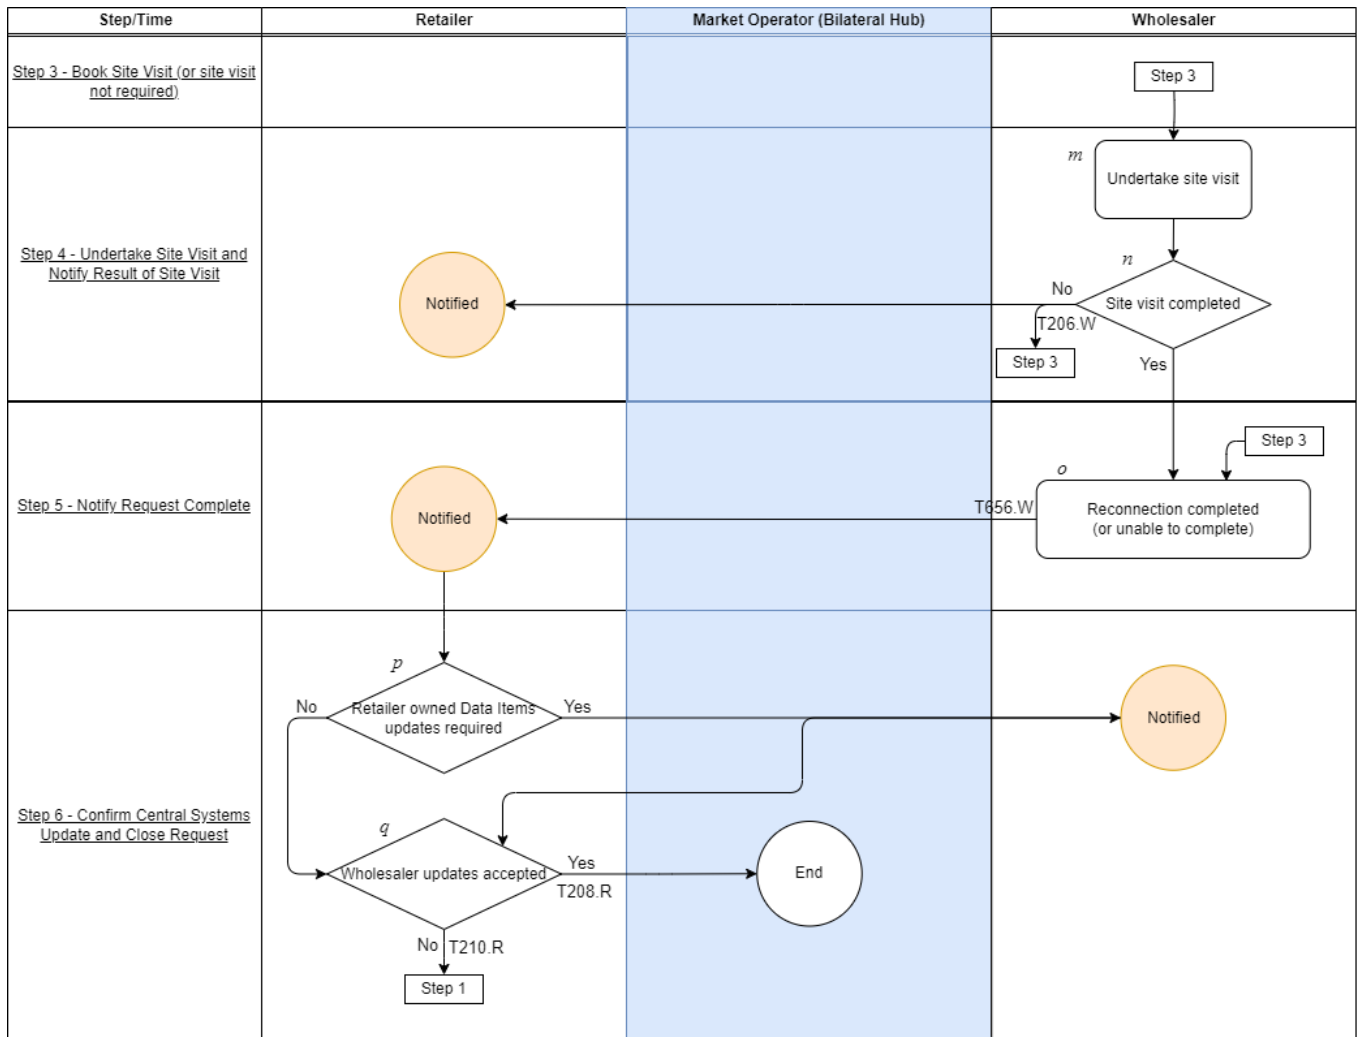 Step/Time
Retailer
Market Operator (Bilateral Hub)
Wholesaler
Step 3 - Book Site Visit (or site visit
not required)
Step 3
m
Undertake site visit
Step 4 - Undertake Site Visit and
Notify Result of Site Visit
Notified
n
No
Site visit completed
T206.W
Step 3
Yes
Step 3
Step 5 - Notify Request Complete
Notified
T656.W
o
Reconnection completed
(or unable to complete)
p
No
Retailer owned Data Items
updates required
Yes
Notified
Step 6 - Confirm Central Systems
Update and Close Request
q
Wholesaler updates accepted
Yes
T208.R
End
No
T210.R
Step 1